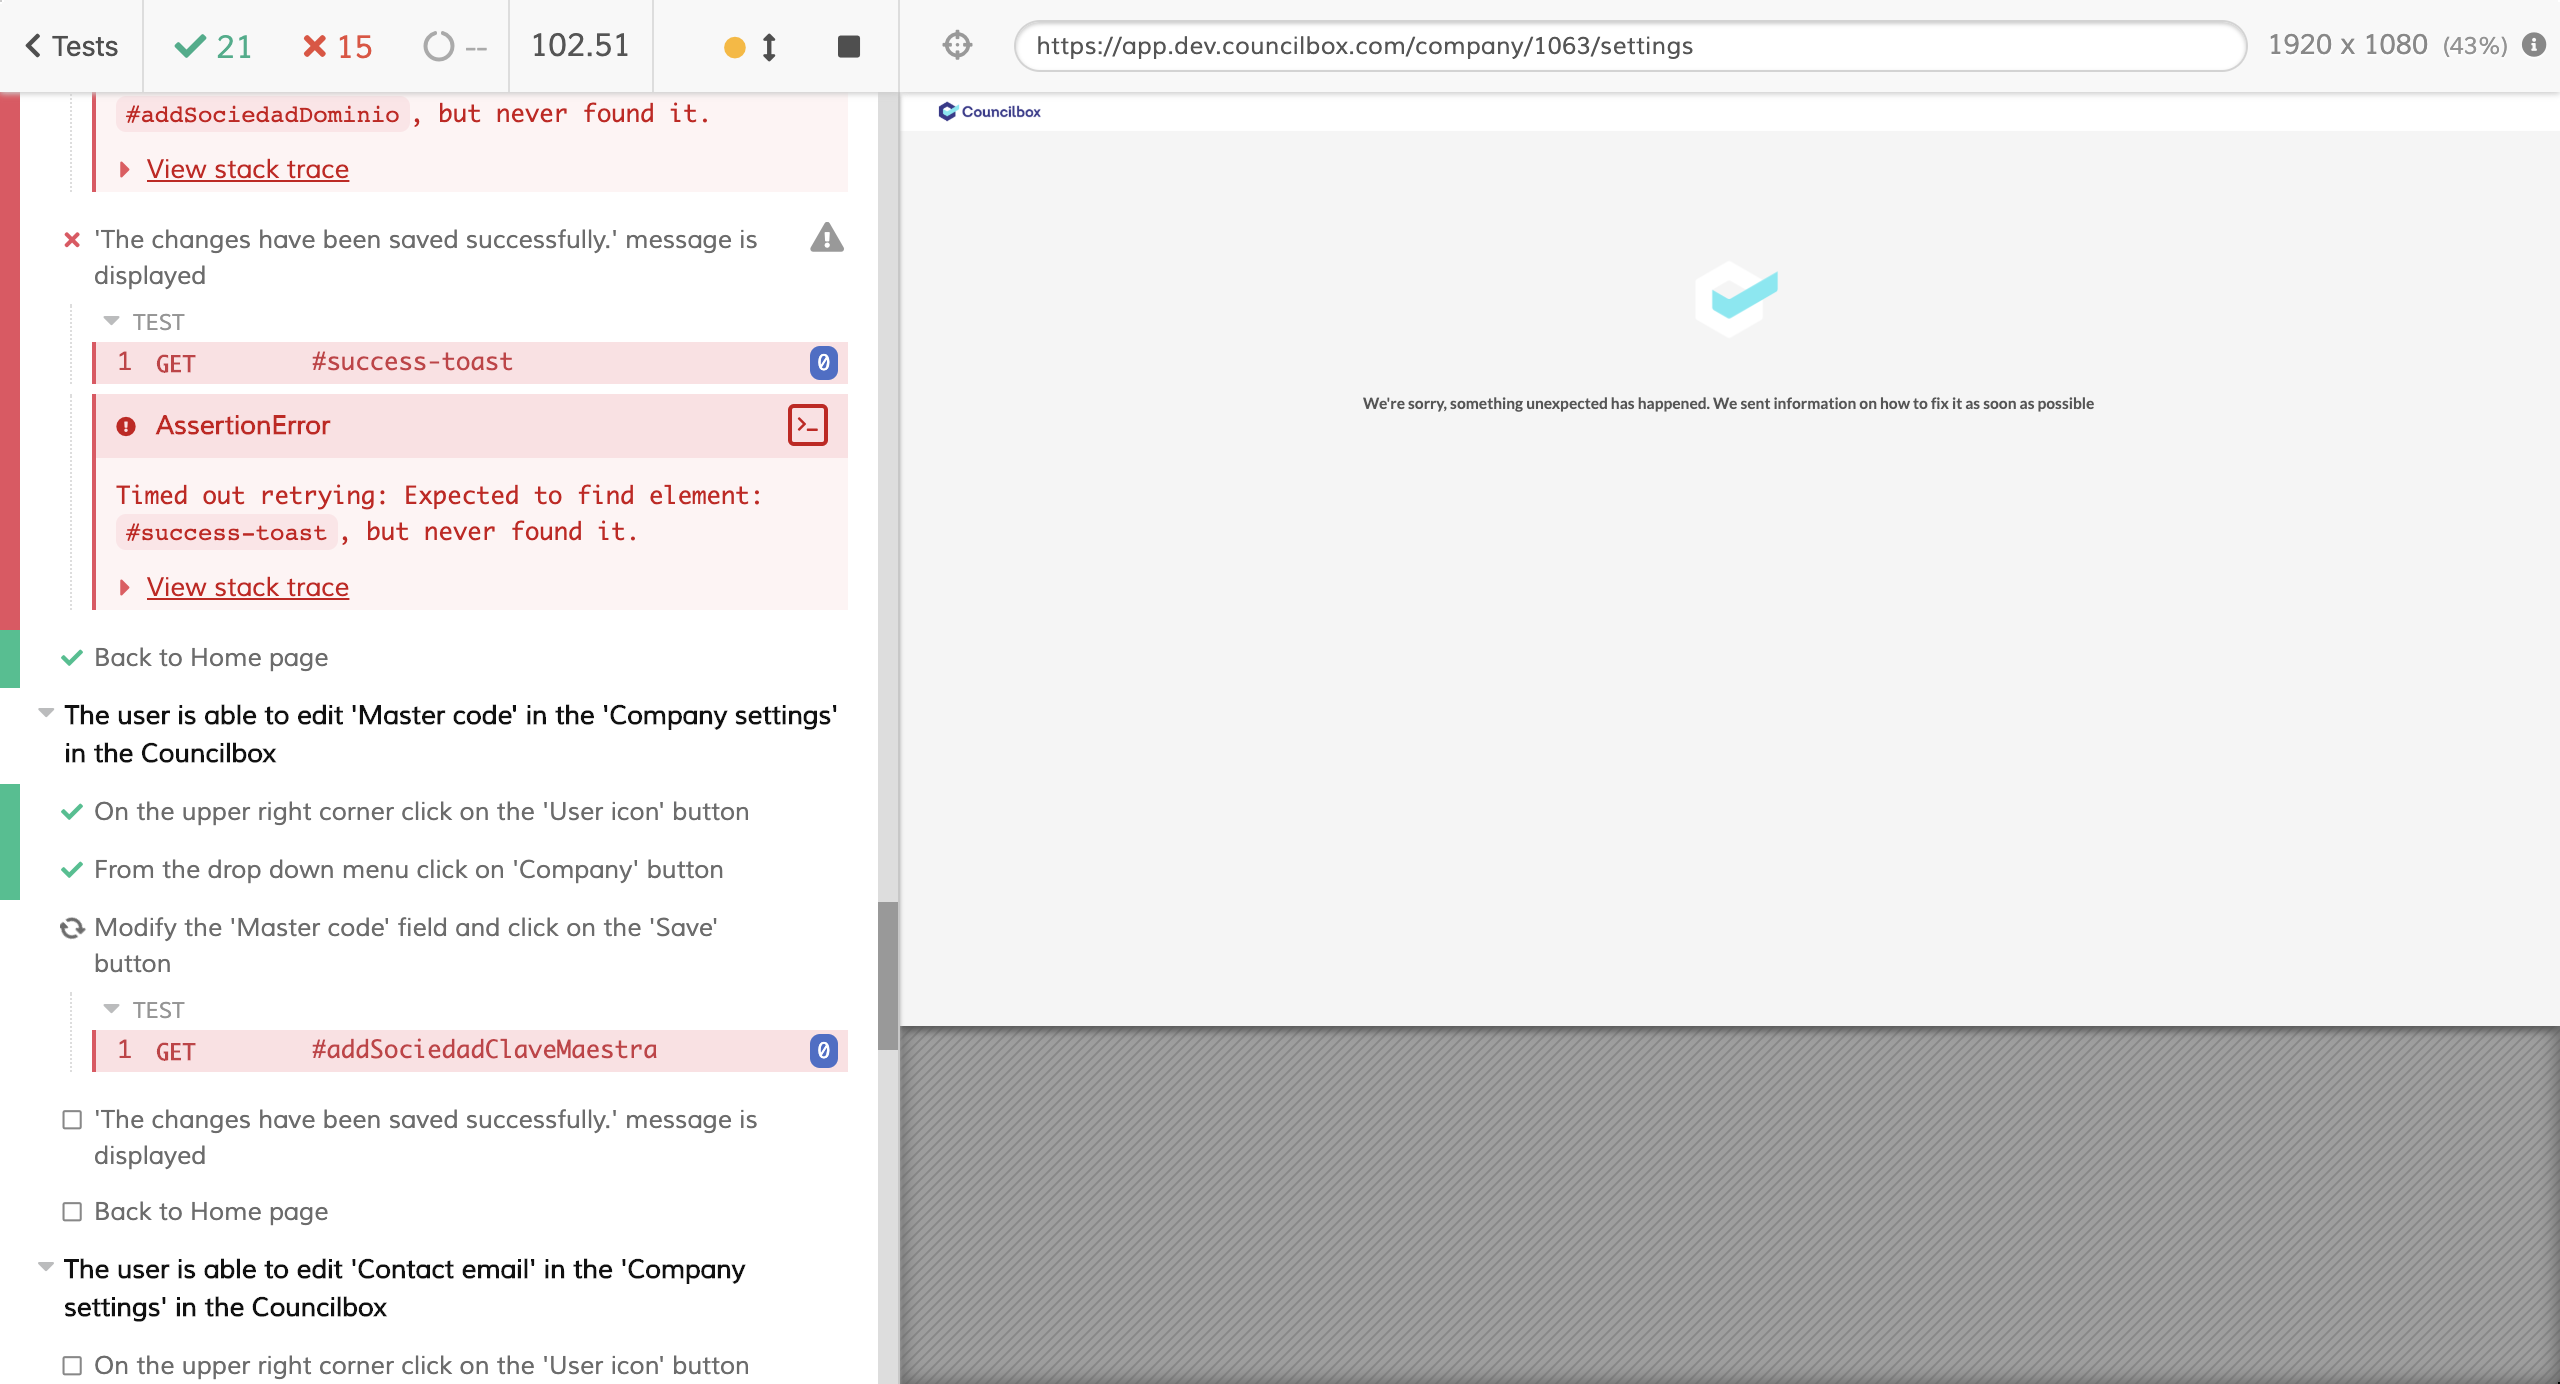 Tests
21
15
--
102.51
https://app.dev.councilbox.com/company/1063/settings
1920 x 1080 (43%)
#addSociedadDominio, but never found it.
View stack trace
'The changes have been saved successfully.' message is
displayed
TEST
1 GET #success-toast 0
AssertionError
Timed out retrying: Expected to find element:
#success-toast, but never found it.
View stack trace
Back to Home page
The user is able to edit 'Master code' in the 'Company settings'
in the Councilbox
On the upper right corner click on the 'User icon' button
From the drop down menu click on 'Company' button
Modify the 'Master code' field and click on the 'Save'
button
TEST
1 GET #addSociedadClaveMaestra 0
'The changes have been saved successfully.' message is
displayed
Back to Home page
The user is able to edit 'Contact email' in the 'Company
settings' in the Councilbox
On the upper right corner click on the 'User icon' button
Councilbox
We're sorry, something unexpected has happened. We sent information on how to fix it as soon as possible